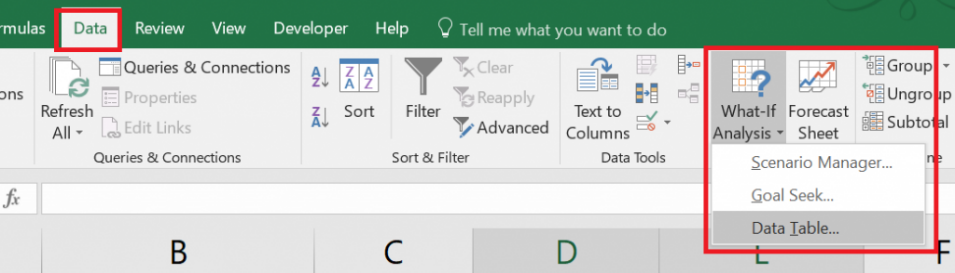 rmulas Data Review View Developer Help Tell me what you want to do
ons
Refresh
All
Queries & Connections
Properties
Edit Links
Queries & Connections
A
Z
Z
A
Z A
A Z
Sort
Filter
Clear
Reapply
Advanced
Sort & Filter
Text to
Columns
Data Tools
What-If
Analysis
Forecast
Sheet
Group
Ungroup
Subtotal
ne
Scenario Manager...
Goal Seek...
Data Table...
fx
B C D E F